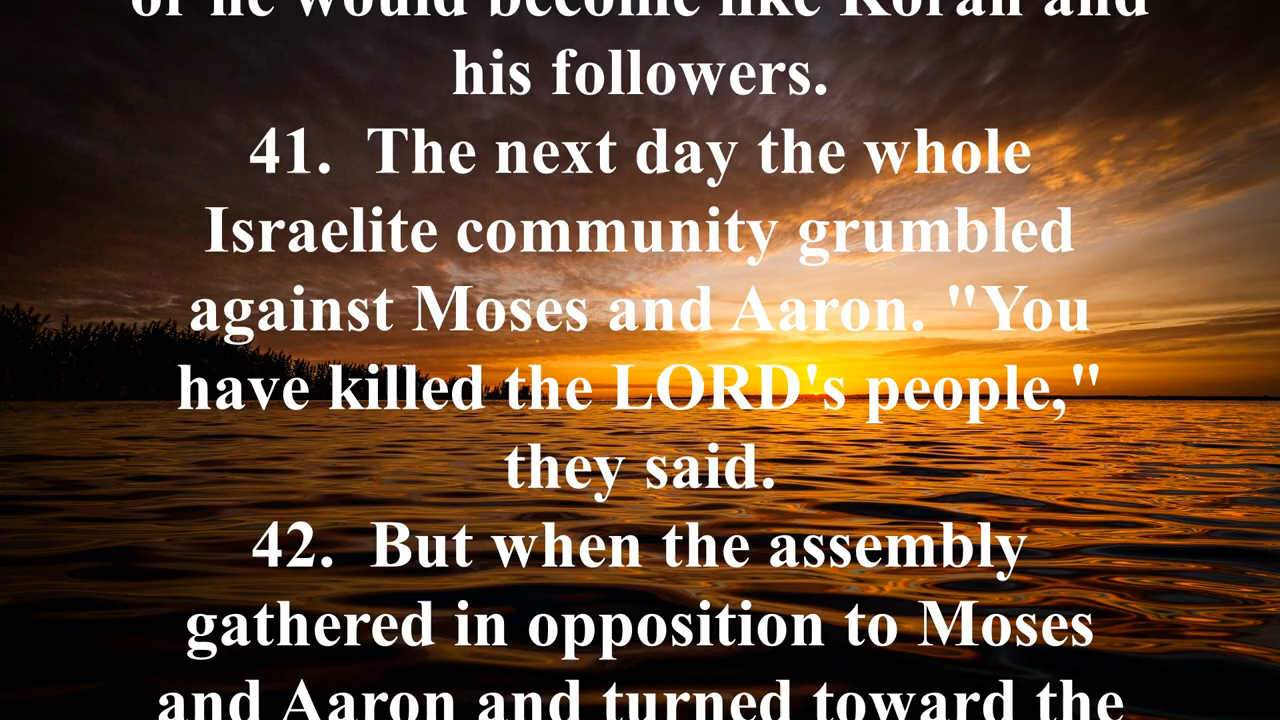 or he would become like Korah and
his followers.
41.  The next day the whole
Israelite community grumbled
against Moses and Aaron. "You
have killed the LORD's people,"
they said.
42.  But when the assembly
gathered in opposition to Moses
and Aaron and turned toward the